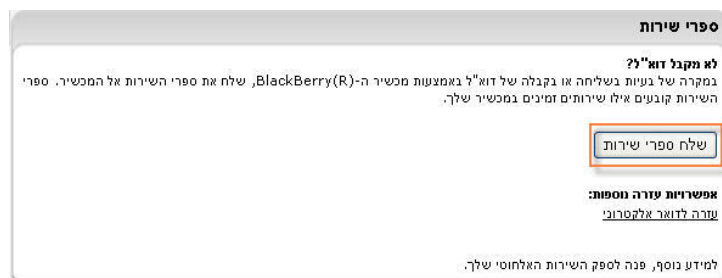 ספרי שירות
לא מקבל דוא"ל?
במקרה של בעיות בשליחה או בקבלה של דוא"ל באמצעות מכשיר ה-BlackBerry(R), שלח את ספרי השירות אל המכשיר. ספרי
השירות קובעים אילו שירותים זמינים במכשיר שלך.
שלח ספרי שירות
אפשרויות עזרה נוספות:
עזרה לדואר אלקטרוני
למידע נוסף, פנה לספק השירות האלחוטי שלך.